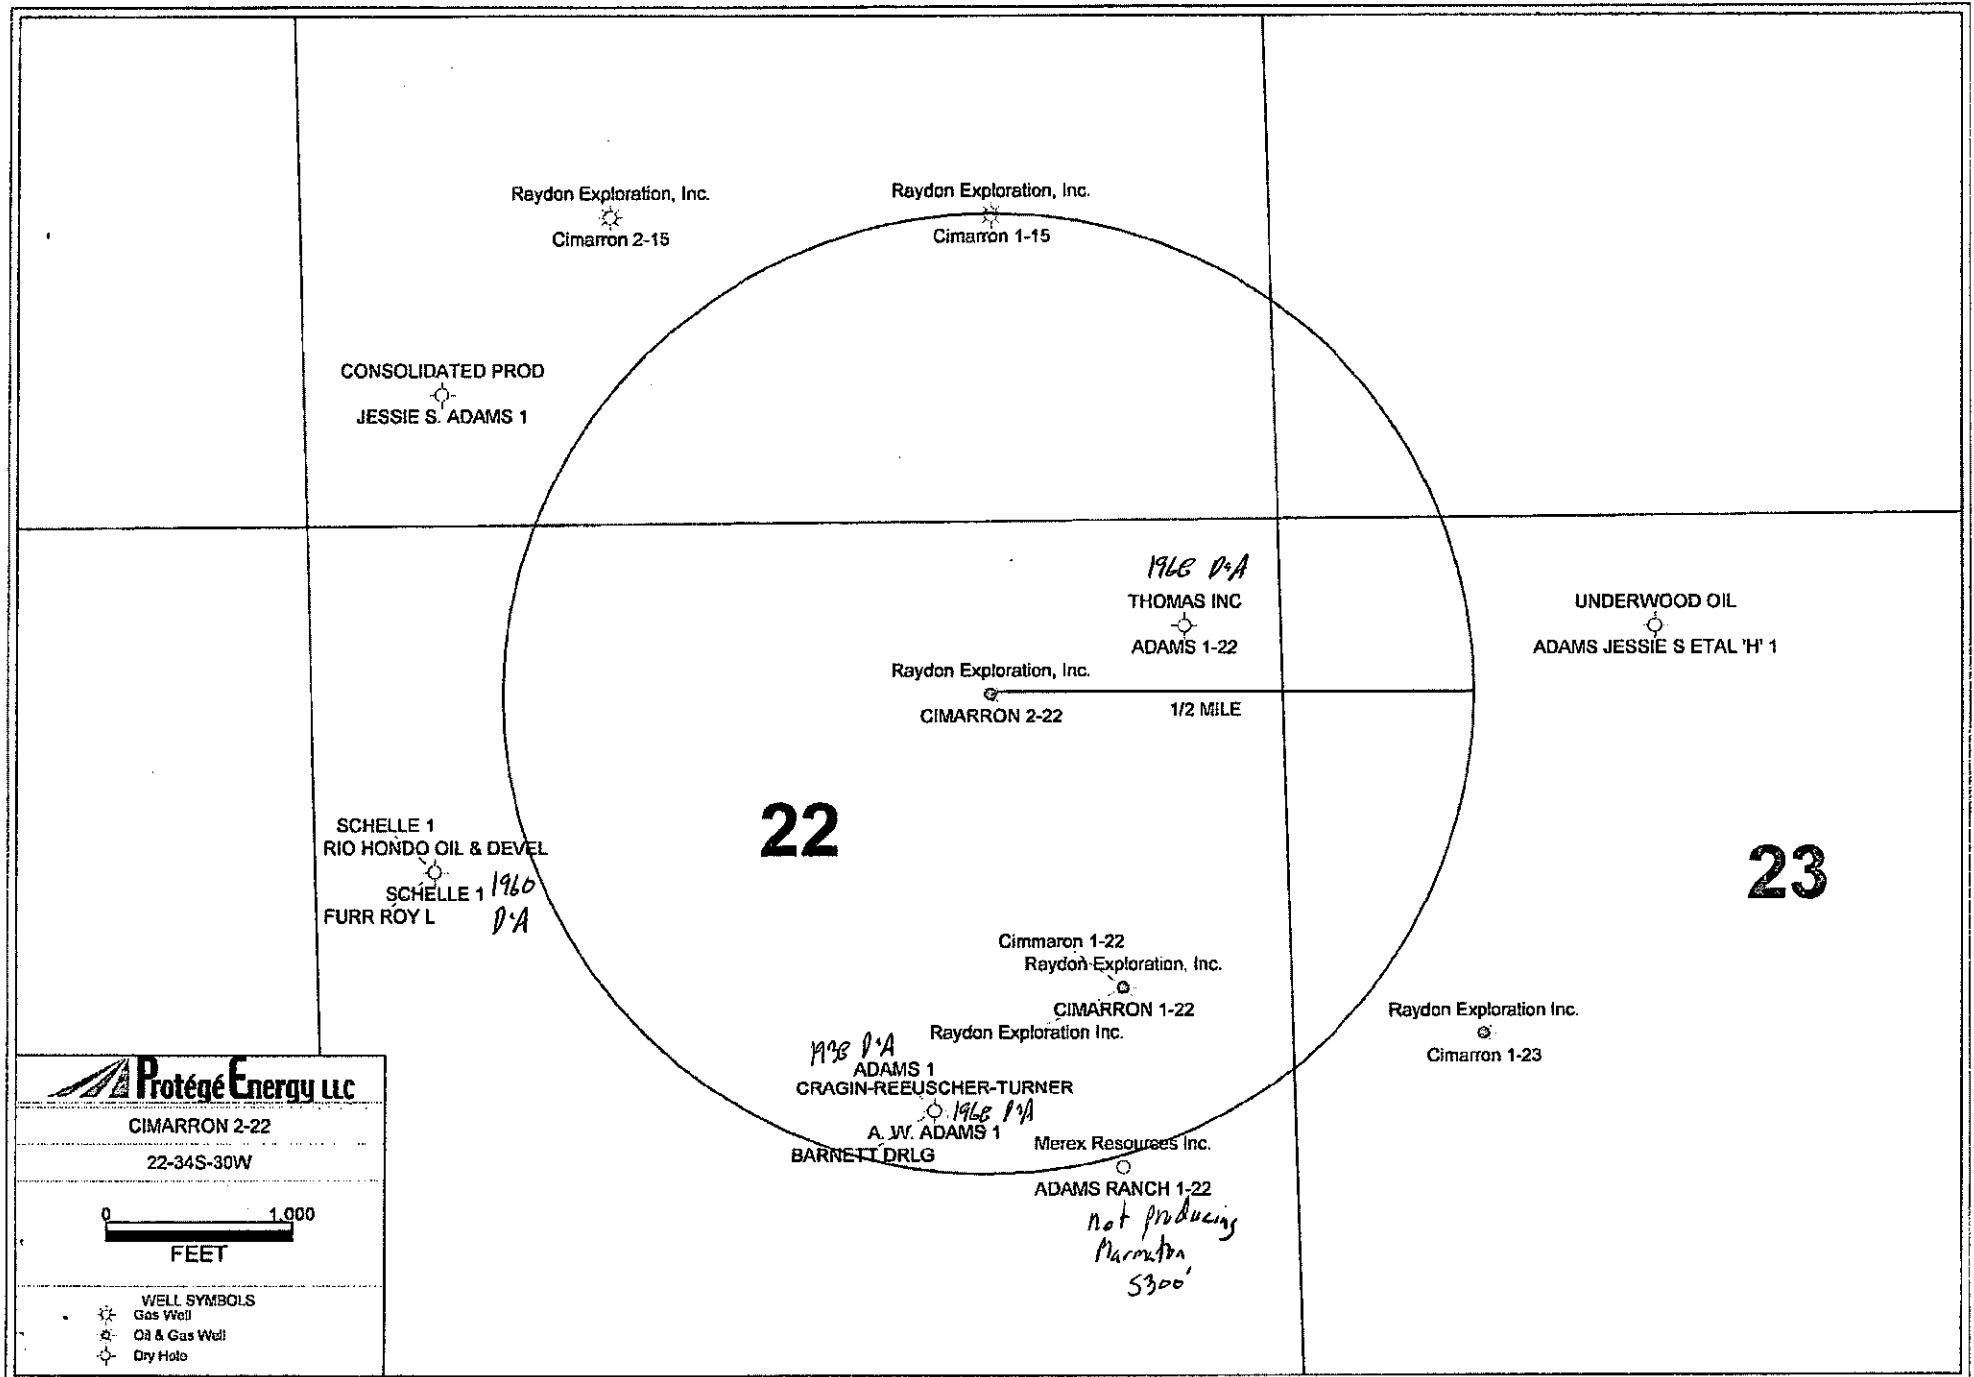 Raydon Exploration, Inc.
Cimarron 2-15
Raydon Exploration, Inc.
Cimarron 1-15
CONSOLIDATED PROD
JESSIE S. ADAMS 1
1968 D&A
THOMAS INC
ADAMS 1-22
UNDERWOOD OIL
ADAMS JESSIE S ETAL 'H' 1
Raydon Exploration, Inc.
CIMARRON 2-22
1/2 MILE
22
23
SCHELLE 1
RIO HONDO OIL & DEVEL
SCHELLE 1
FURR ROY L
1960
D&A
Cimmaron 1-22
Raydon Exploration, Inc.
CIMARRON 1-22
Raydon Exploration Inc.
Raydon Exploration Inc.
Cimarron 1-23
1938 D&A
ADAMS 1
CRAGIN-REEUSCHER-TURNER
1968 D&A
A. W. ADAMS 1
BARNETT DRLG
Merex Resourses Inc.
ADAMS RANCH 1-22
not producing
Marmaton
5300'
Protégé Energy LLC
CIMARRON 2-22
22-34S-30W
0 1,000
FEET
WELL SYMBOLS
Gas Well
Oil & Gas Well
Dry Hole